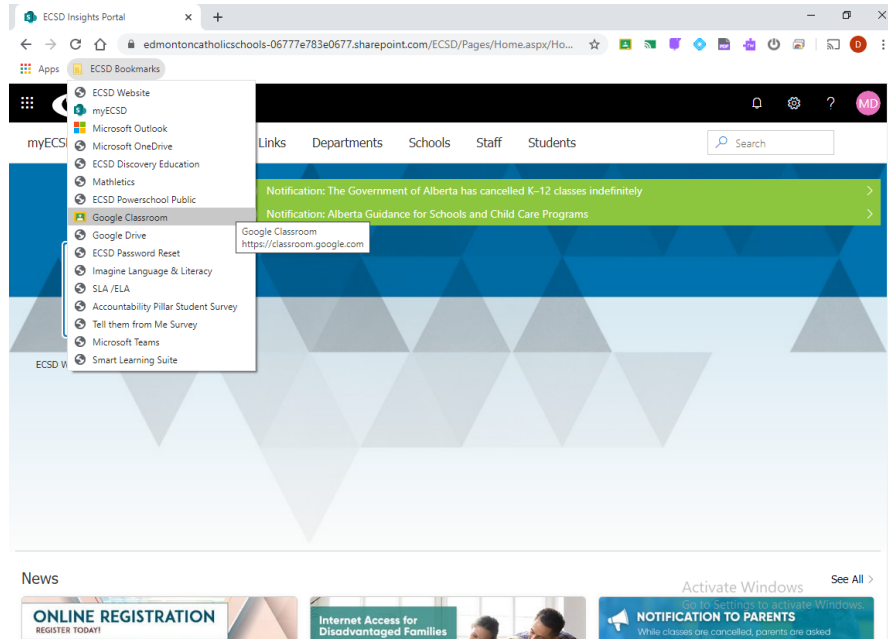 ECSD Insights Portal
edmontoncatholicschools-06777e783e0677.sharepoint.com/ECSD/Pages/Home.aspx/Ho...
D
Apps
ECSD Bookmarks
ECSD Website
myECSD
Microsoft Outlook
Microsoft OneDrive
ECSD Discovery Education
Mathletics
ECSD Powerschool Public
Google Classroom
Google Drive
ECSD Password Reset
Imagine Language & Literacy
SLA /ELA
Accountability Pillar Student Survey
Tell them from Me Survey
Microsoft Teams
Smart Learning Suite
Google Classroom
https://classroom.google.com
? MD
myECS Links Departments Schools Staff Students
Search
Notification: The Government of Alberta has cancelled K–12 classes indefinitely
Notification: Alberta Guidance for Schools and Child Care Programs
ECSD W
News
See All
Activate Windows
Go to Settings to activate Windows.
ONLINE REGISTRATION
REGISTER TODAY!
Internet Access for
Disadvantaged Families
NOTIFICATION TO PARENTS
While classes are cancelled, parents are asked